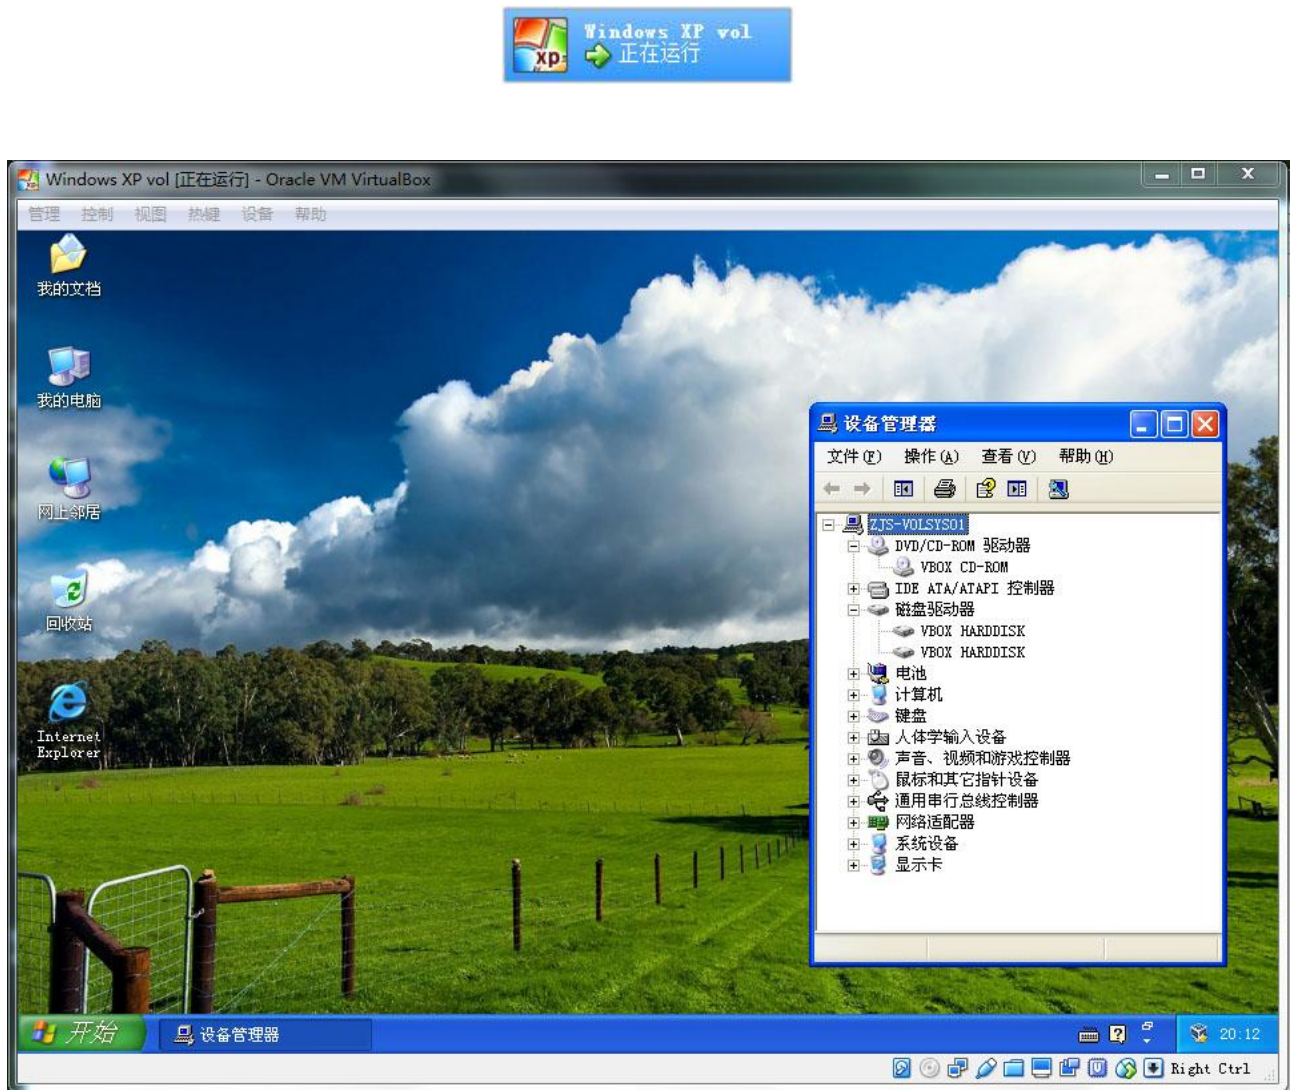 Windows XP vol
正在运行
Windows XP vol [正在运行] - Oracle VM VirtualBox
管理 控制 视图 热键 设备 帮助
我的文档
我的电脑
网上邻居
回收站
Internet
Explorer
设备管理器
文件(F) 操作(A) 查看(V) 帮助(H)
ZJS-VOLSYS01
DVD/CD-ROM 驱动器
VBOX CD-ROM
IDE ATA/ATAPI 控制器
磁盘驱动器
VBOX HARDDISK
VBOX HARDDISK
电池
计算机
键盘
人体学输入设备
声音、视频和游戏控制器
鼠标和其它指针设备
通用串行总线控制器
网络适配器
系统设备
显示卡
开始 设备管理器 20:12
Right Ctrl